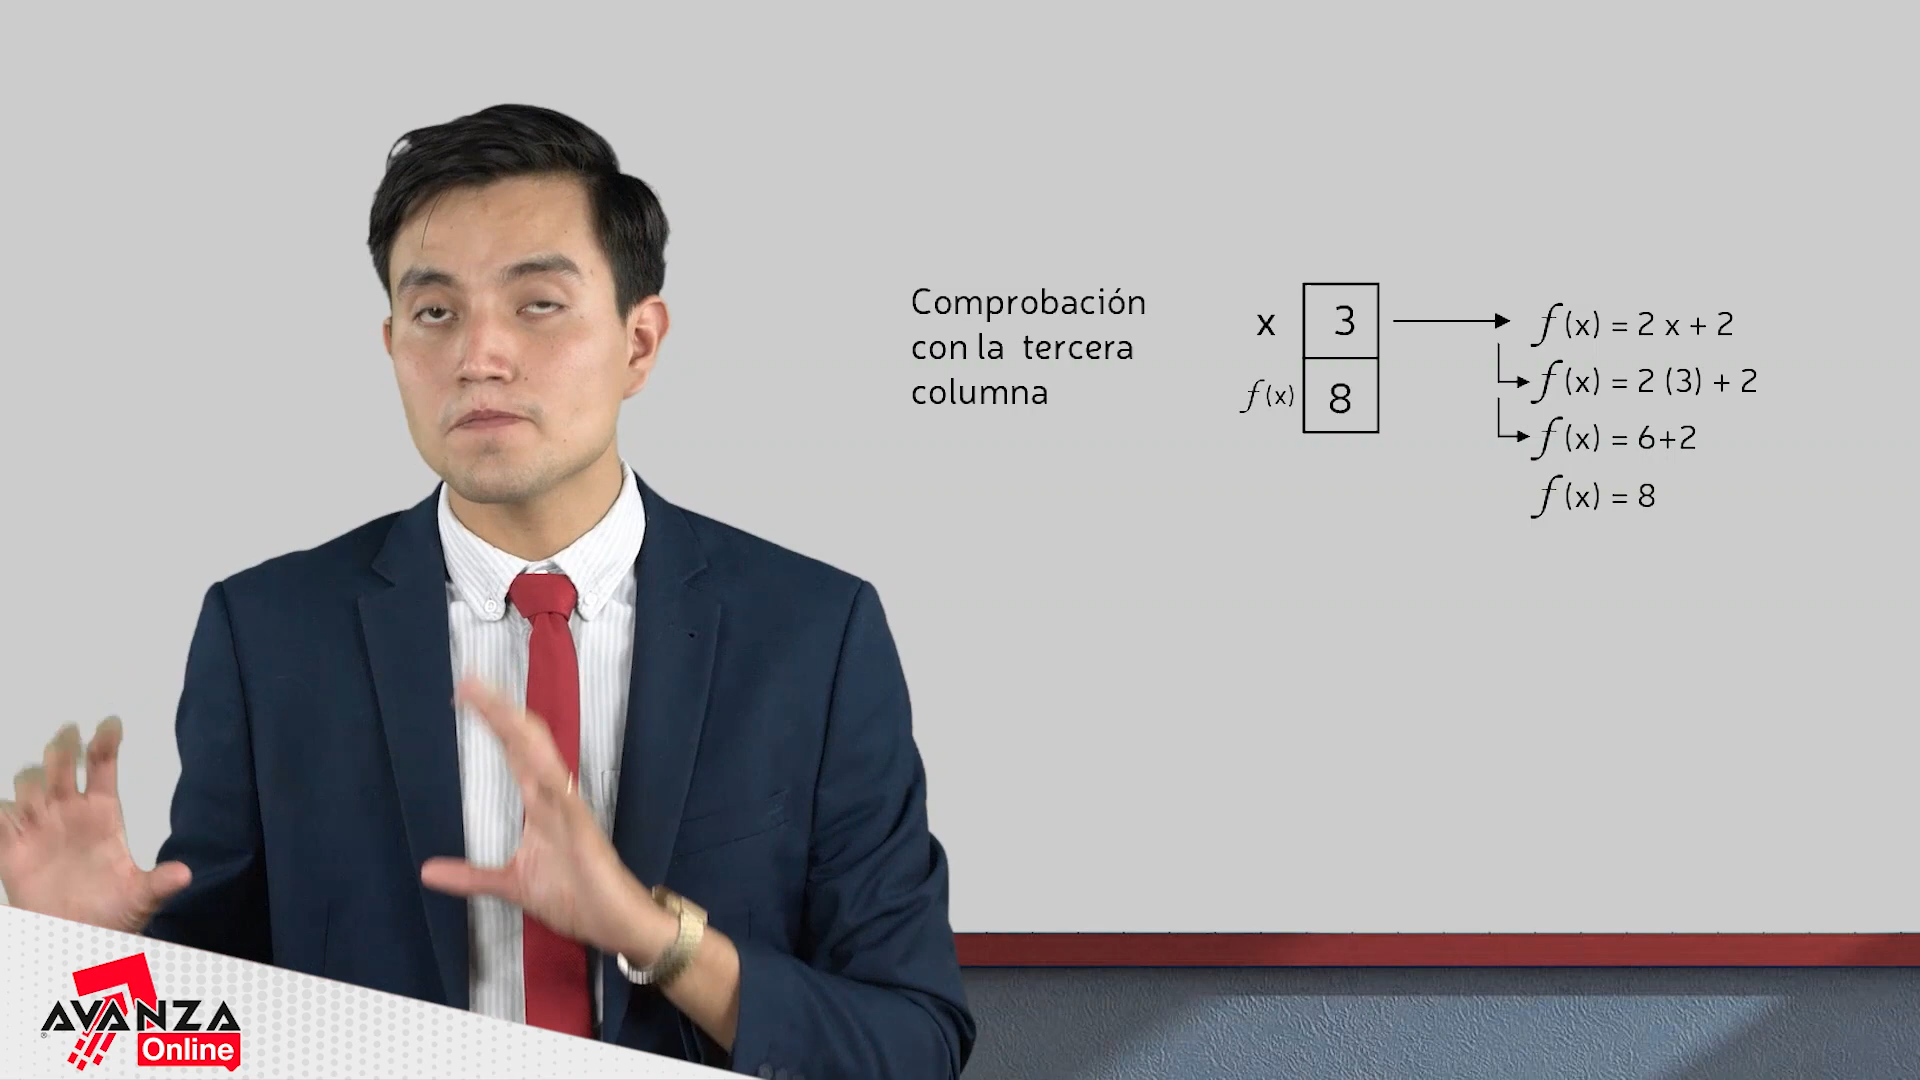 Comprobación
con la tercera
columna
x 3
f(x) 8
f(x) = 2 x + 2
f(x) = 2 (3) + 2
f(x) = 6+2
f(x) = 8
AVANZA
Online